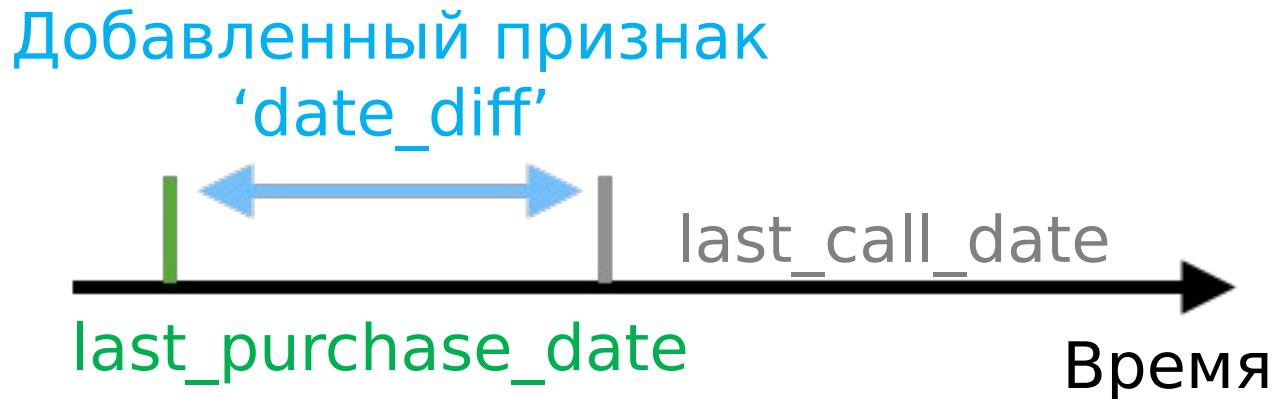 Добавленный признак
‘date_diff’
last_call_date
last_purchase_date
Время